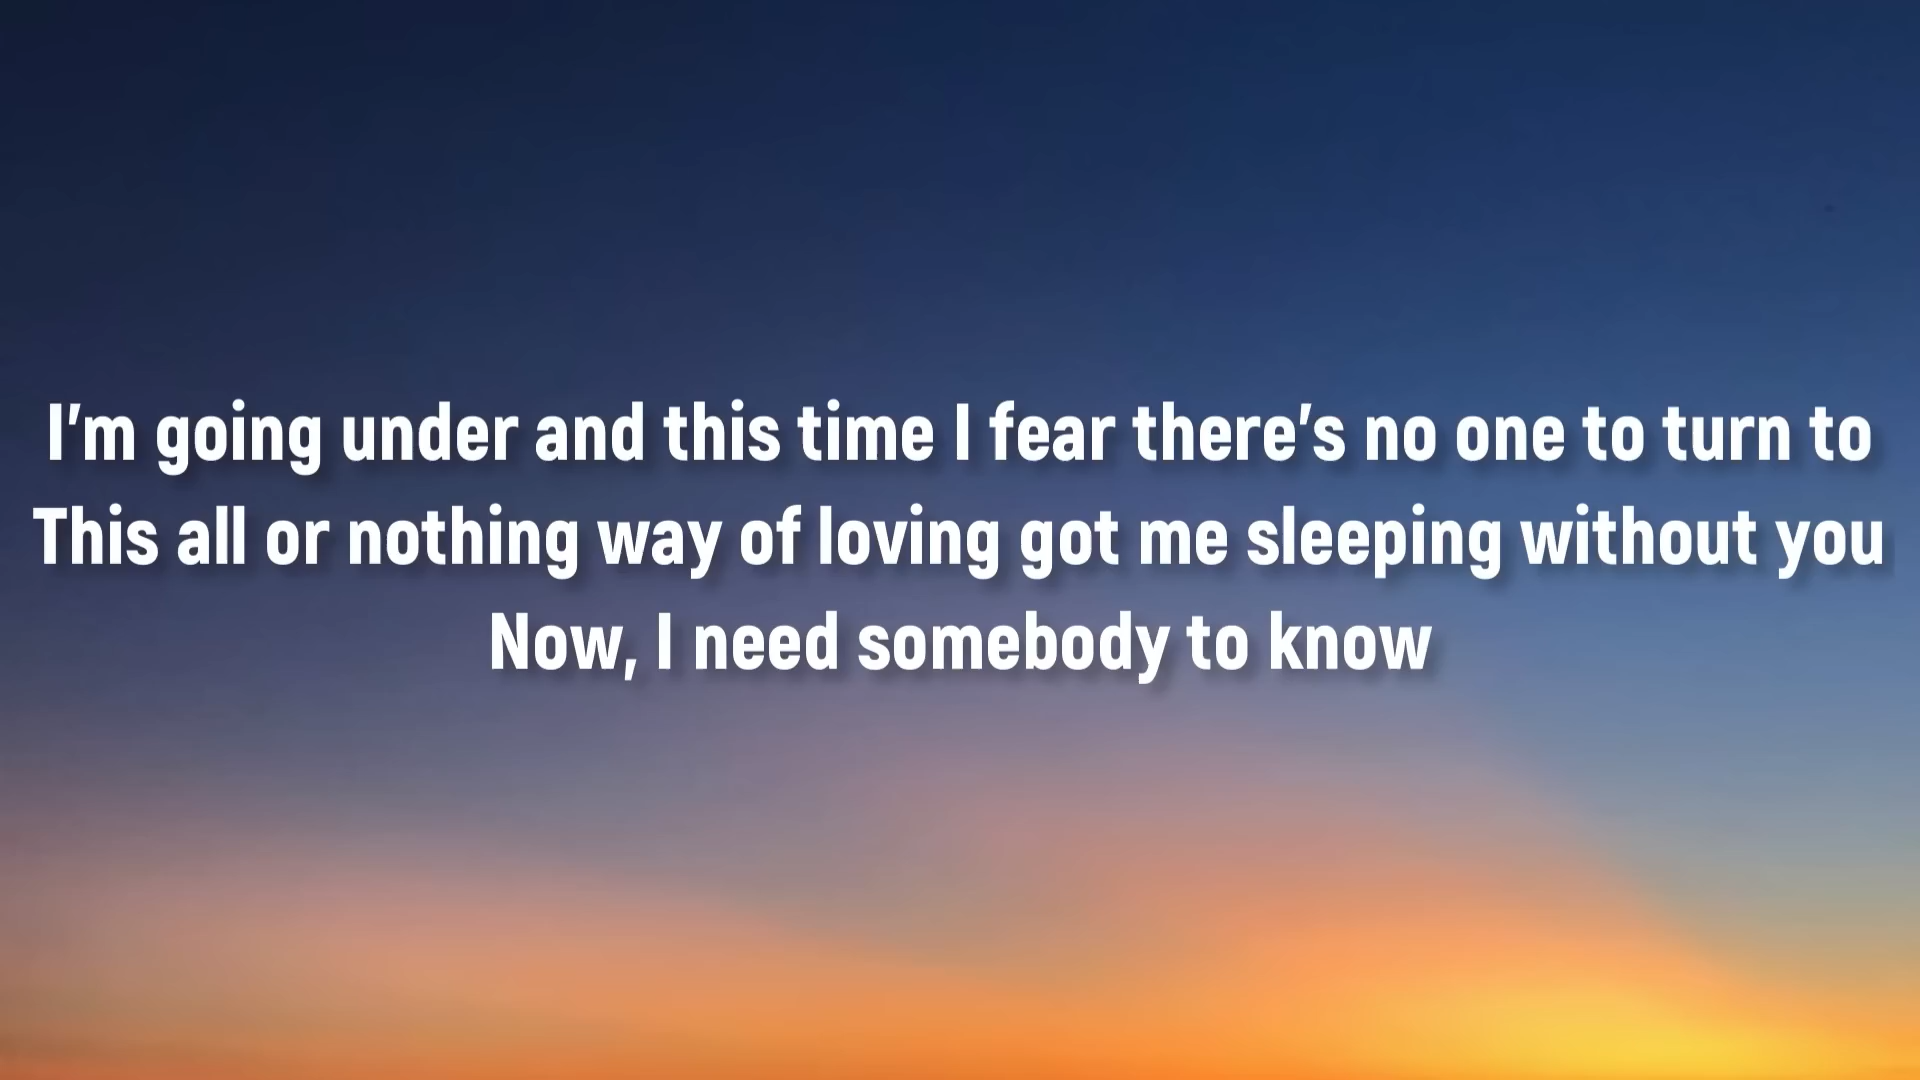 I'm going under and this time I fear there's no one to turn to
This all or nothing way of loving got me sleeping without you
Now, I need somebody to know